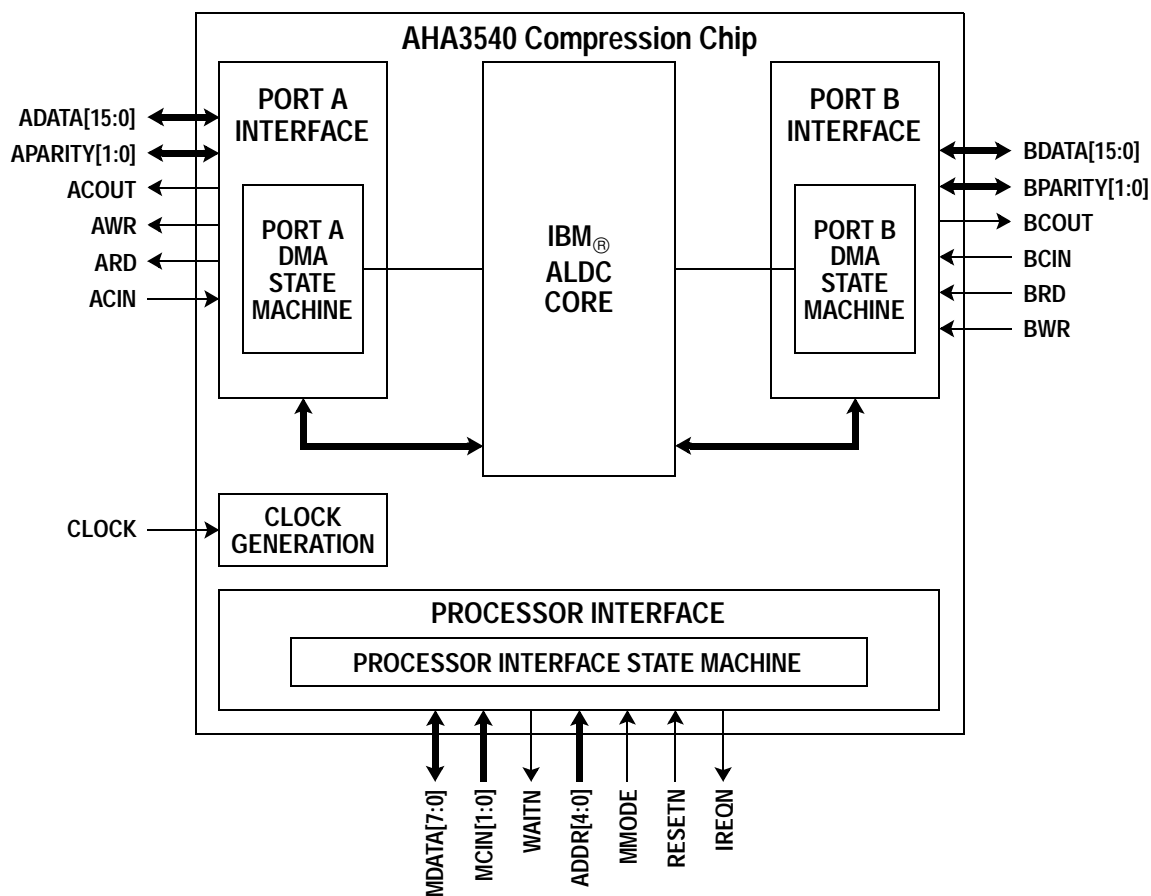 AHA3540 Compression Chip
PORT A
INTERFACE
PORT A
DMA
STATE
MACHINE
IBM®
ALDC
CORE
PORT B
INTERFACE
PORT B
DMA
STATE
MACHINE
ADATA[15:0]
APARITY[1:0]
ACOUT
AWR
ARD
ACIN
BDATA[15:0]
BPARITY[1:0]
BCOUT
BCIN
BRD
BWR
CLOCK
CLOCK
GENERATION
PROCESSOR INTERFACE
PROCESSOR INTERFACE STATE MACHINE
MDATA[7:0]
MCIN[1:0]
WAITN
ADDR[4:0]
MMODE
RESETN
IREQN